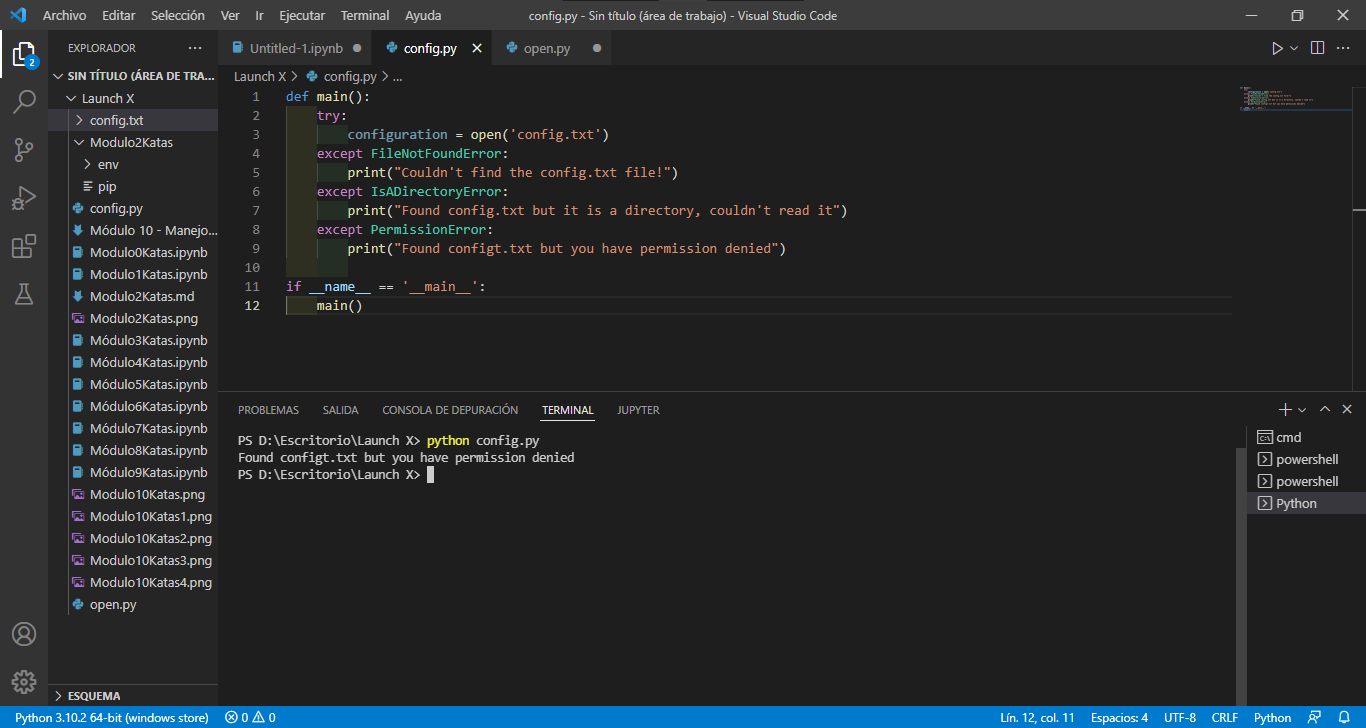 Archivo Editar Selección Ver Ir Ejecutar Terminal Ayuda
config.py - Sin título (área de trabajo) - Visual Studio Code
EXPLORADOR
2
SIN TÍTULO (ÁREA DE TRA...
Launch X
config.txt
Modulo2Katas
env
pip
config.py
Módulo 10 - Manejo...
Modulo0Katas.ipynb
Modulo1Katas.ipynb
Modulo2Katas.md
Modulo2Katas.png
Módulo3Katas.ipynb
Módulo4Katas.ipynb
Módulo5Katas.ipynb
Módulo6Katas.ipynb
Módulo7Katas.ipynb
Módulo8Katas.ipynb
Módulo9Katas.ipynb
Modulo10Katas.png
Modulo10Katas1.png
Modulo10Katas2.png
Modulo10Katas3.png
Modulo10Katas4.png
open.py
ESQUEMA
Untitled-1.ipynb config.py open.py
Launch X > config.py > ...
1 def main():
2     try:
3         configuration = open('config.txt')
4     except FileNotFoundError:
5         print("Couldn't find the config.txt file!")
6     except IsADirectoryError:
7         print("Found config.txt but it is a directory, couldn't read it")
8     except PermissionError:
9         print("Found configt.txt but you have permission denied")
10
11 if __name__ == '__main__':
12     main()
PROBLEMAS SALIDA CONSOLA DE DEPURACIÓN TERMINAL JUPYTER
PS D:\Escritorio\Launch X> python config.py
Found configt.txt but you have permission denied
PS D:\Escritorio\Launch X>
cmd
powershell
powershell
Python
Python 3.10.2 64-bit (windows store) 0 0 Lín. 12, col. 11 Espacios: 4 UTF-8 CRLF Python